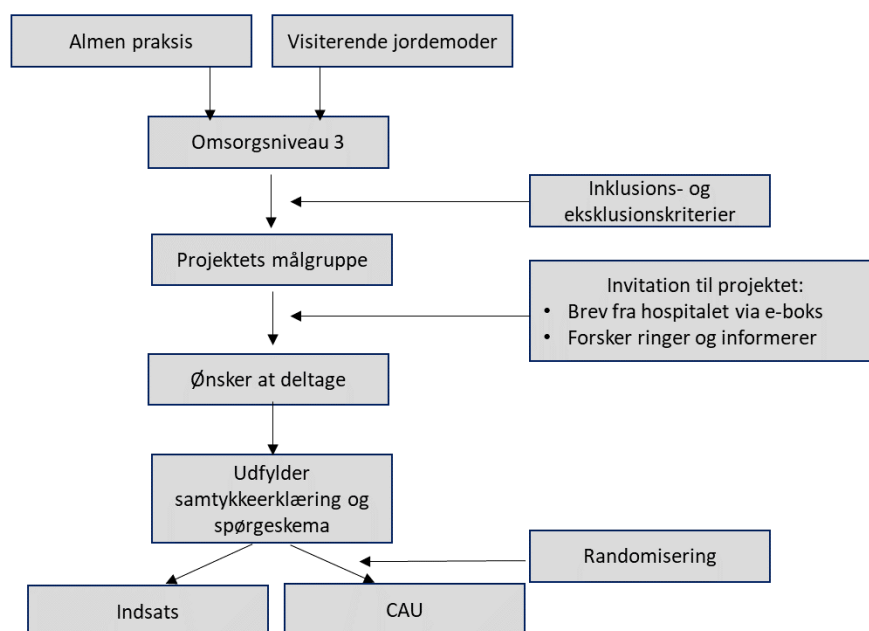 Almen praksis
Visiterende jordemoder
Omsorgsniveau 3
Inklusions- og
eksklusionskriterier
Projektets målgruppe
Invitation til projektet:
• Brev fra hospitalet via e-boks
• Forsker ringer og informerer
Ønsker at deltage
Udfylder
samtykkeerklæring og
spørgeskema
Randomisering
Indsats
CAU